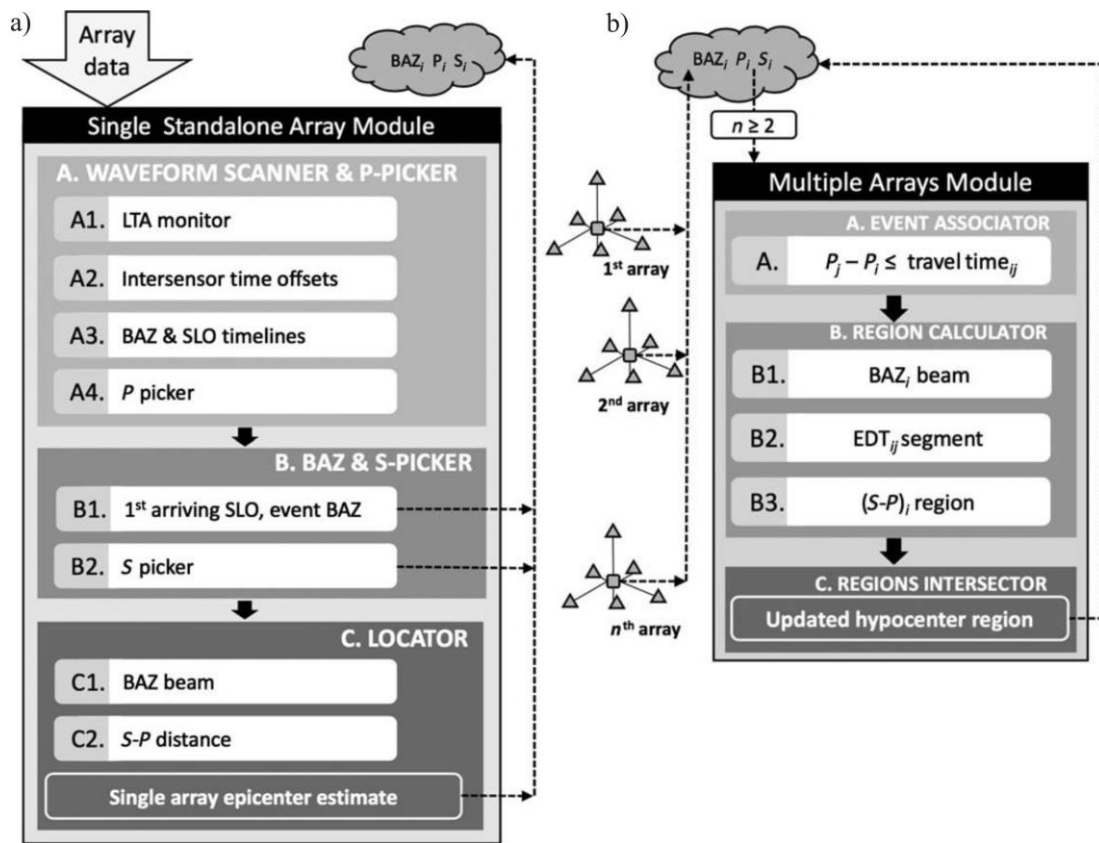 a)
Array
data
BAZi Pi Si
Single Standalone Array Module
A. WAVEFORM SCANNER & P-PICKER
A1. LTA monitor
A2. Intersensor time offsets
A3. BAZ & SLO timelines
A4. P picker
B. BAZ & S-PICKER
B1. 1st arriving SLO, event BAZ
B2. S picker
C. LOCATOR
C1. BAZ beam
C2. S-P distance
Single array epicenter estimate
b)
BAZi Pi Si
n ≥ 2
1st array
2nd array
nth array
Multiple Arrays Module
A. EVENT ASSOCIATOR
A. Pj – Pi ≤ travel timeij
B. REGION CALCULATOR
B1. BAZi beam
B2. EDTij segment
B3. (S-P)i region
C. REGIONS INTERSECTOR
Updated hypocenter region